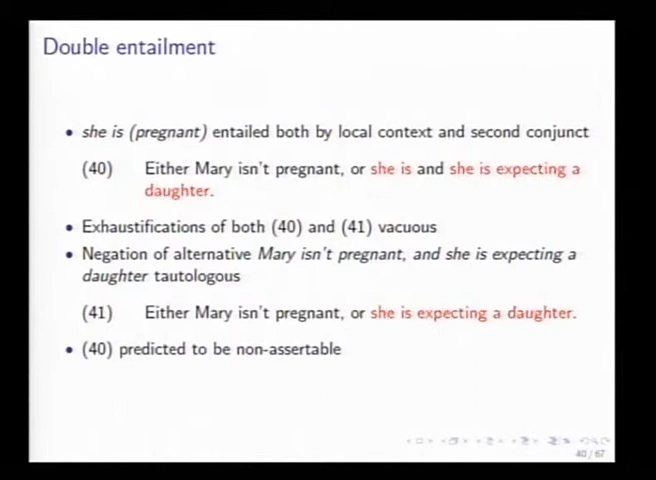 Double entailment
• she is (pregnant) entailed both by local context and second conjunct
(40) Either Mary isn't pregnant, or she is and she is expecting a
daughter.
• Exhaustifications of both (40) and (41) vacuous
• Negation of alternative Mary isn't pregnant, and she is expecting a
daughter tautologous
(41) Either Mary isn't pregnant, or she is expecting a daughter.
• (40) predicted to be non-assertable
40 / 67